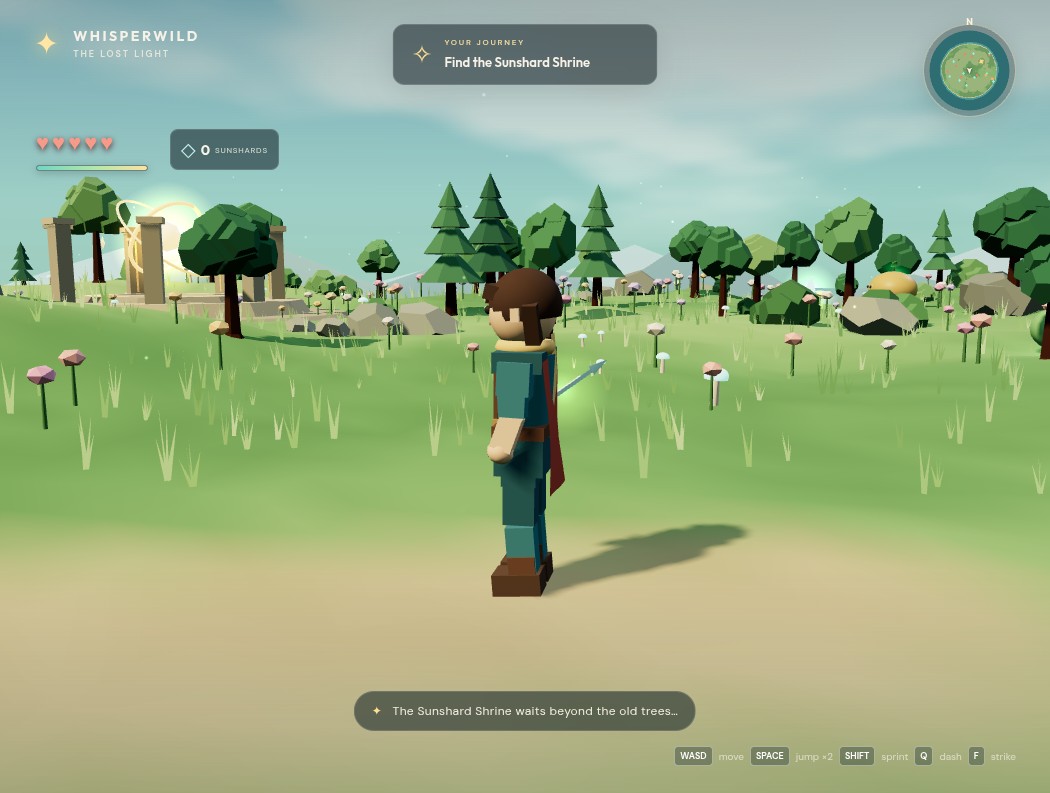 WHISPERWILD
THE LOST LIGHT
YOUR JOURNEY
Find the Sunshard Shrine
N
0 SUNSHARDS
The Sunshard Shrine waits beyond the old trees…
WASD move SPACE jump ×2 SHIFT sprint Q dash F strike